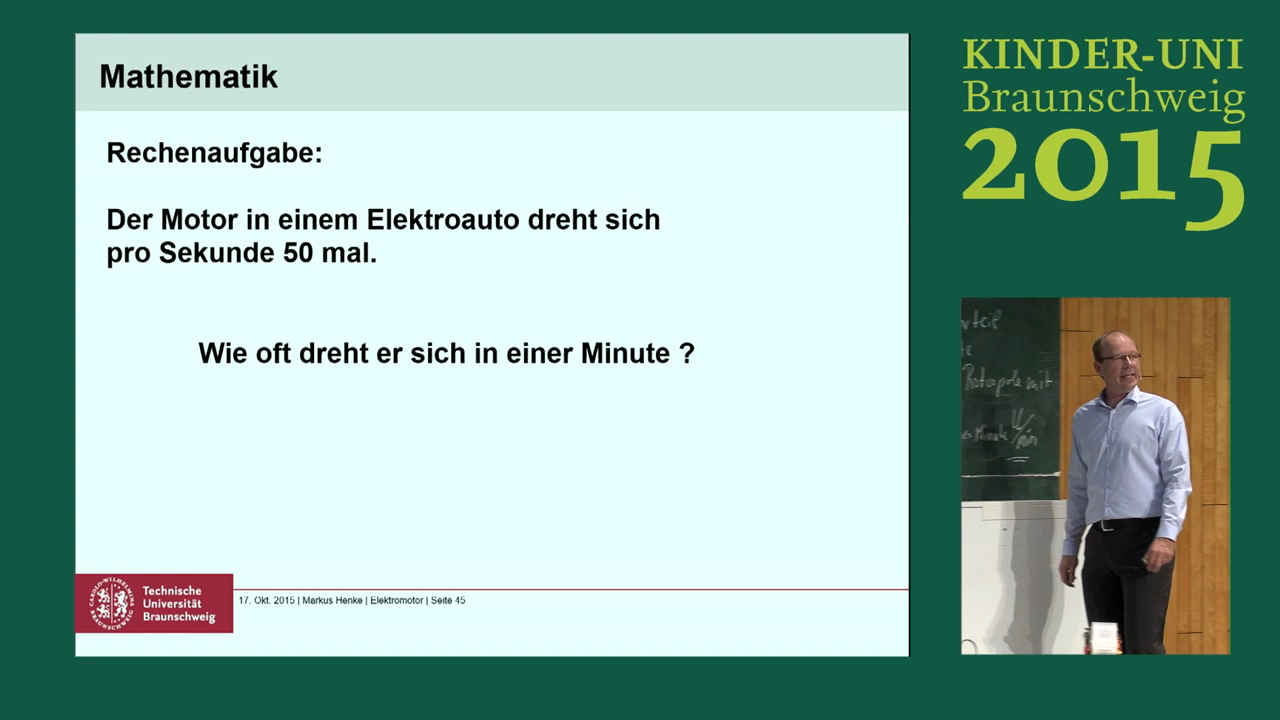 Mathematik
Rechenaufgabe:
Der Motor in einem Elektroauto dreht sich
pro Sekunde 50 mal.
Wie oft dreht er sich in einer Minute ?
Technische
Universität
Braunschweig
17. Okt. 2015 | Markus Henke | Elektromotor | Seite 45
KINDER-UNI
Braunschweig
2015
mit